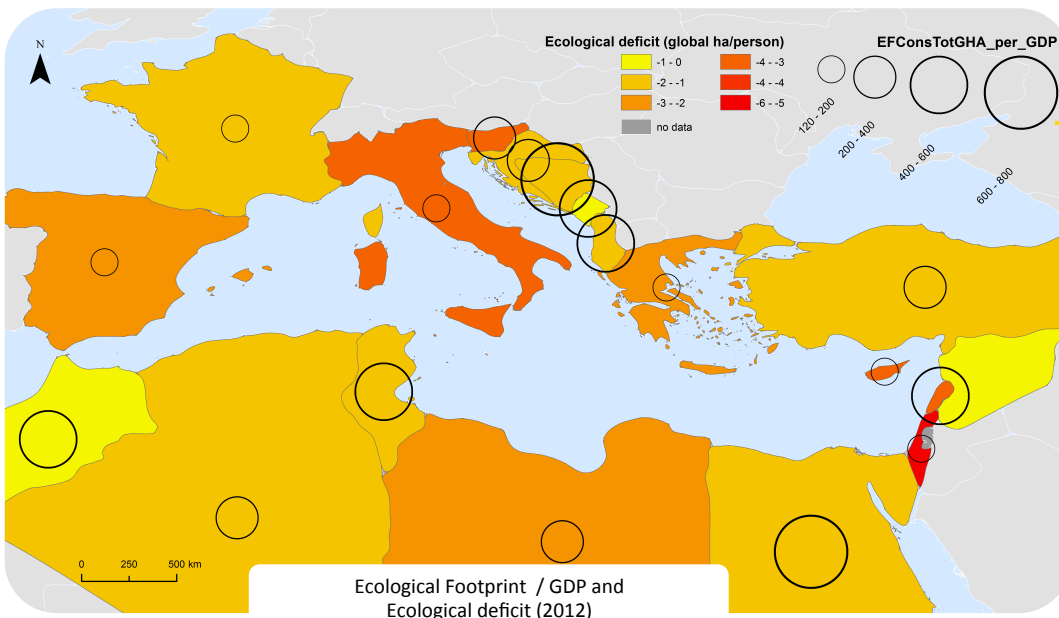 N
Ecological deficit (global ha/person)
-1 - 0
-2 - -1
-3 - -2
-4 - -3
-4 - -4
-6 - -5
no data
EFConsTotGHA_per_GDP
120 - 200
200 - 400
400 - 600
600 - 800
0 250 500 km
Ecological Footprint / GDP and
Ecological deficit (2012)